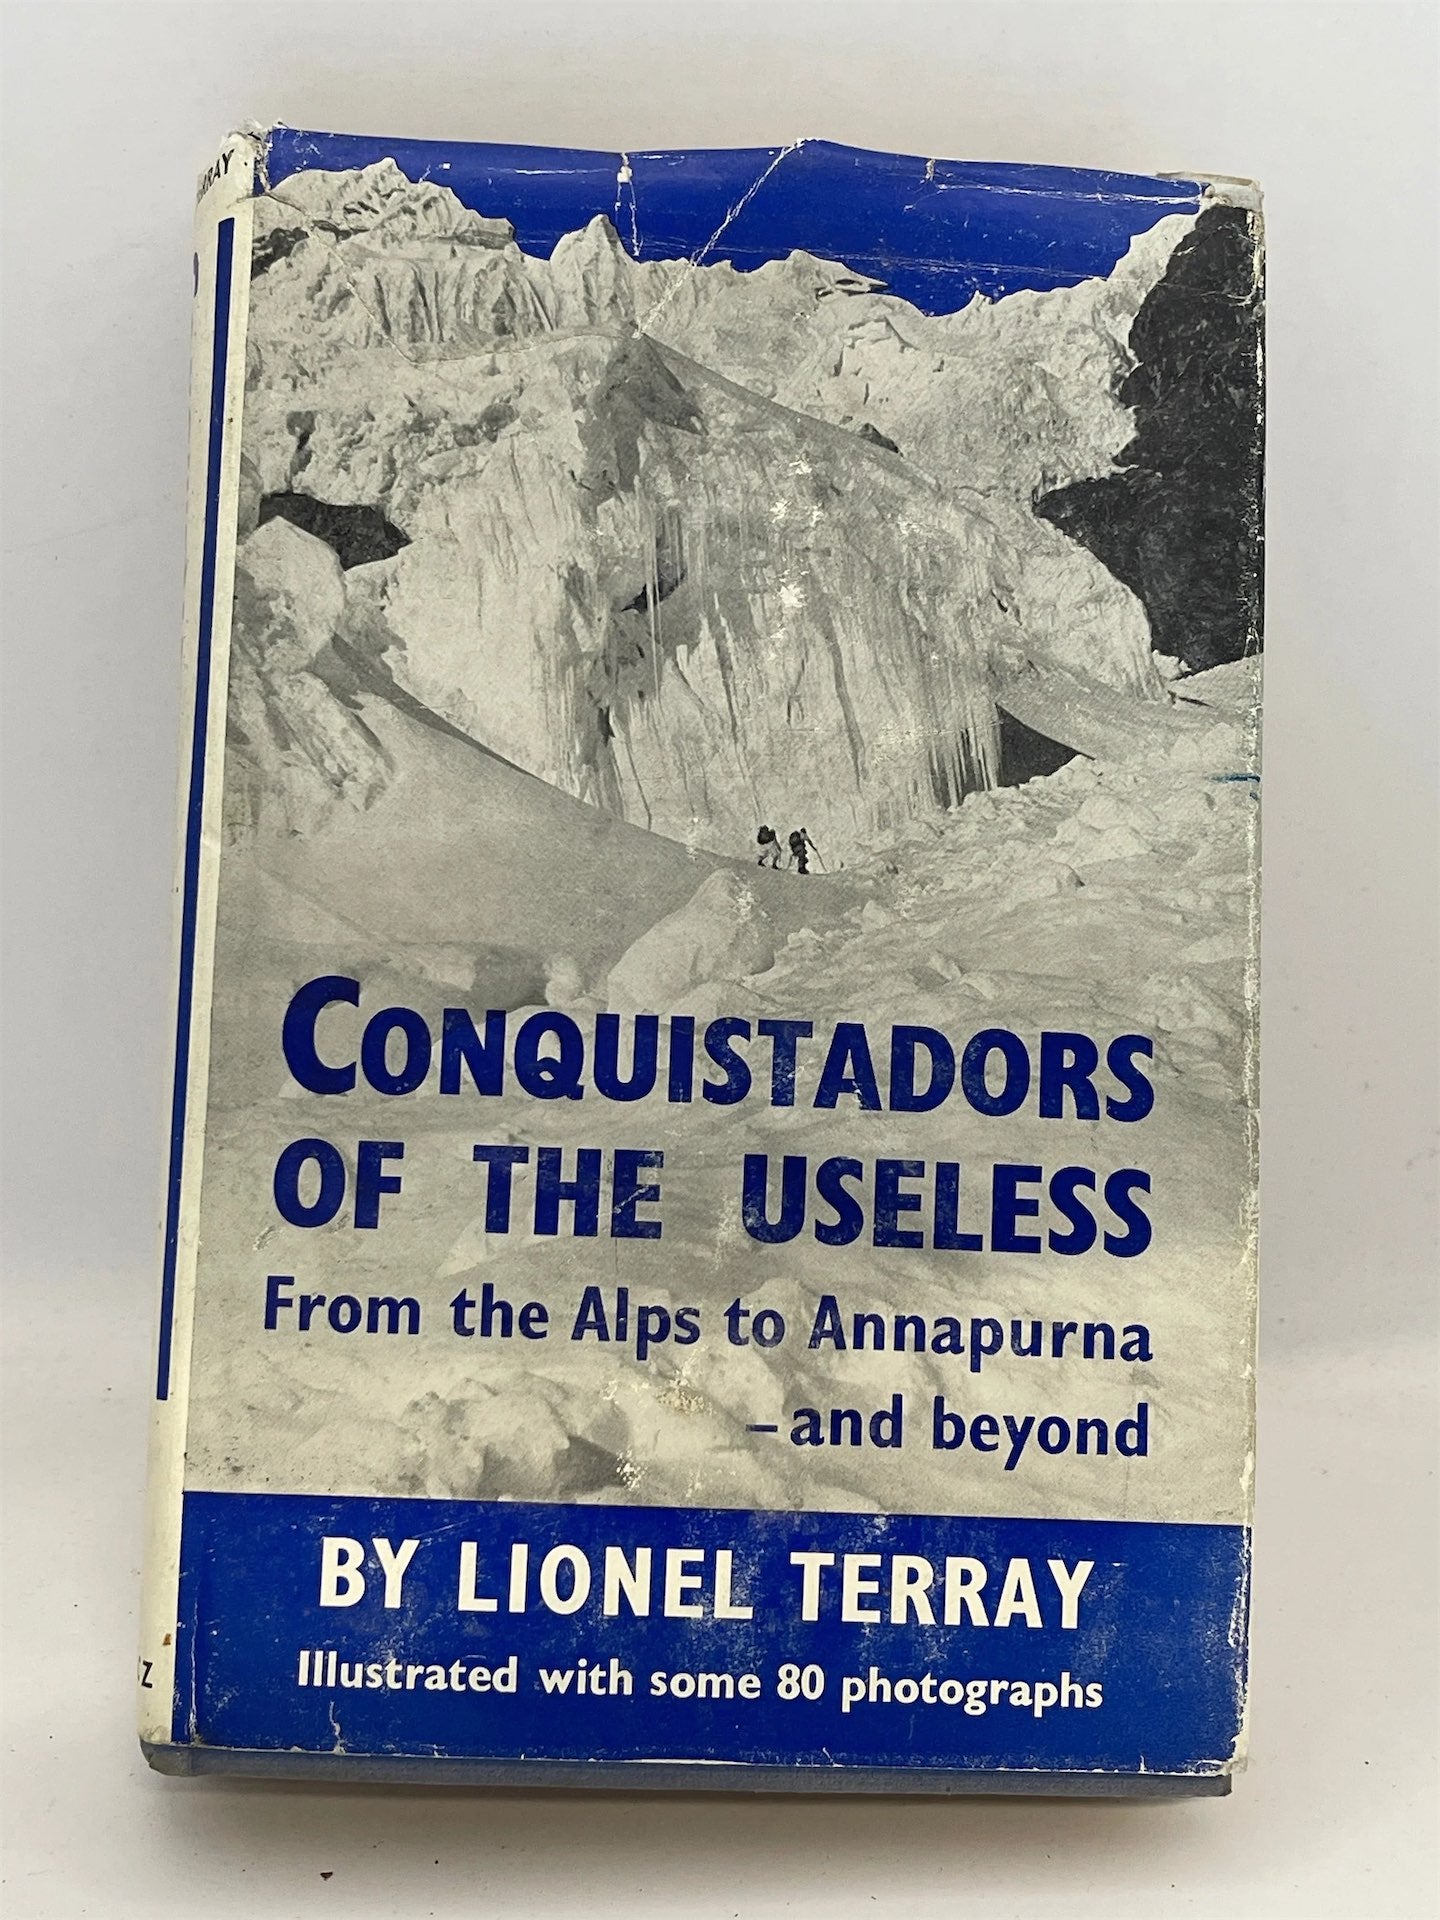 CONQUISTADORS
OF THE USELESS
From the Alps to Annapurna
–and beyond
BY LIONEL TERRAY
Illustrated with some 80 photographs